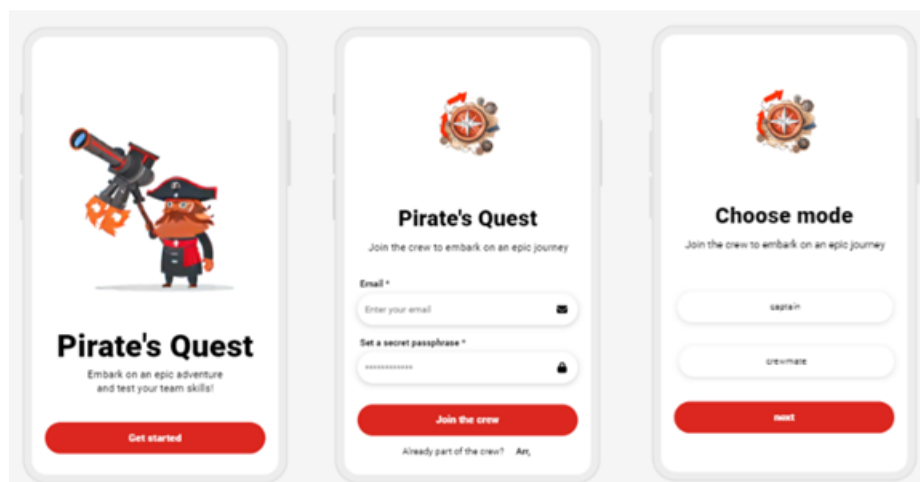 Pirate's Quest
Embark on an epic adventure
and test your team skills!
Get started
Pirate's Quest
Join the crew to embark on an epic journey
Email *
Enter your email
Set a secret passphrase *
************
Join the crew
Already part of the crew? Arr,
Choose mode
Join the crew to embark on an epic journey
captain
crewmate
next